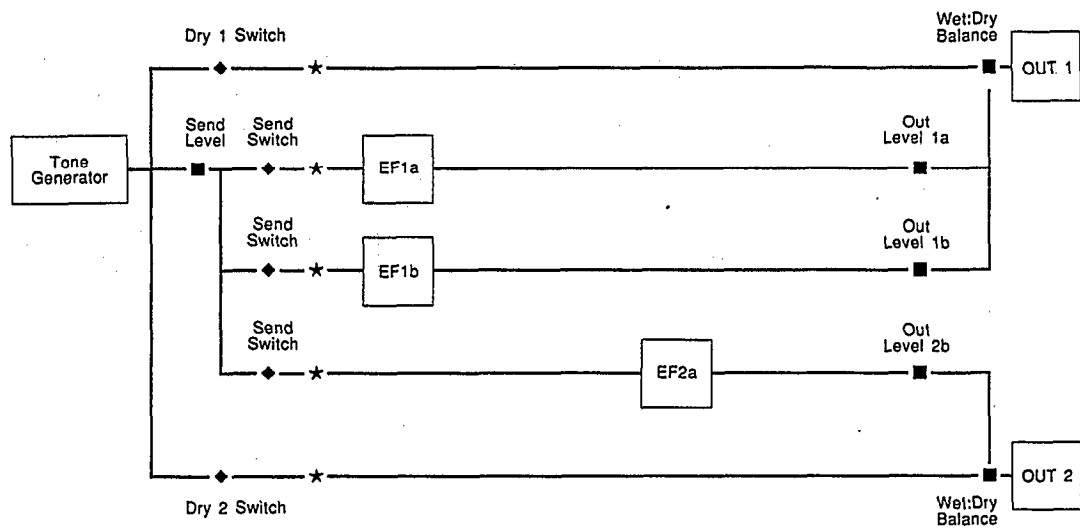 Dry 1 Switch
Wet:Dry
Balance
OUT 1
Send
Level
Send
Switch
Out
Level 1a
Tone
Generator
EF1a
Send
Switch
Out
Level 1b
EF1b
Send
Switch
Out
Level 2b
EF2a
OUT 2
Dry 2 Switch
Wet:Dry
Balance